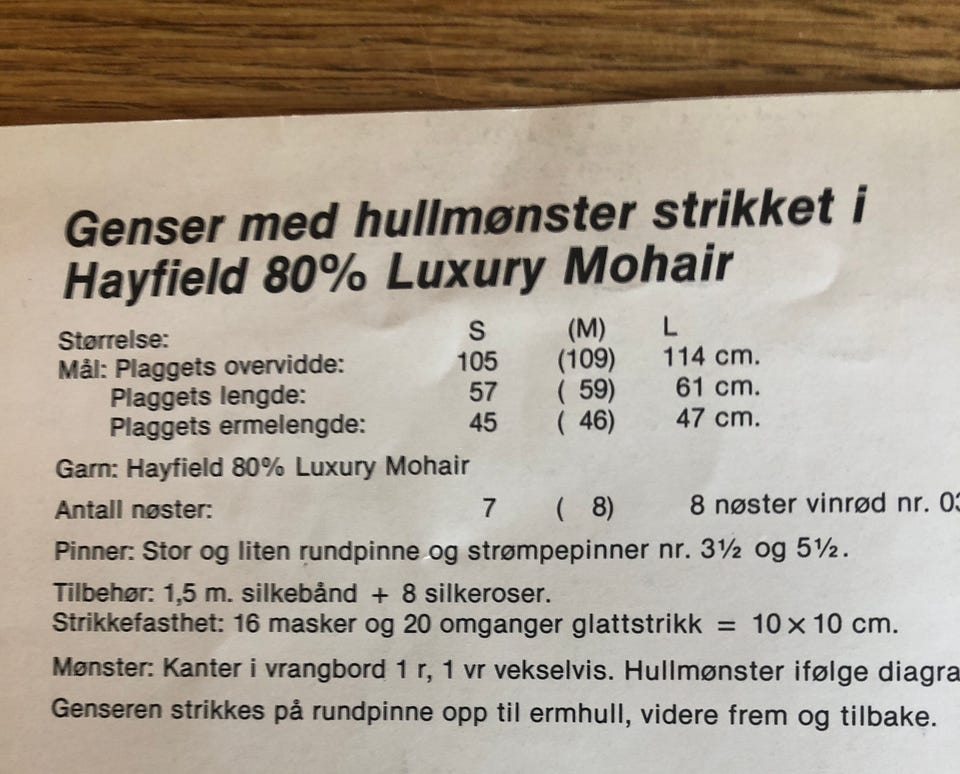 Genser med hullmønster strikket i
Hayfield 80% Luxury Mohair
Størrelse: S (M) L
Mål: Plaggets overvidde: 105 (109) 114 cm.
Plaggets lengde: 57 ( 59) 61 cm.
Plaggets ermelengde: 45 ( 46) 47 cm.
Garn: Hayfield 80% Luxury Mohair
Antall nøster: 7 ( 8) 8 nøster vinrød nr.
Pinner: Stor og liten rundpinne og strømpepinner nr. 3½ og 5½.
Tilbehør: 1,5 m. silkebånd + 8 silkeroser.
Strikkefasthet: 16 masker og 20 omganger glattstrikk = 10 x 10 cm.
Mønster: Kanter i vrangbord 1 r, 1 vr vekselvis. Hullmønster ifølge diagra
Genseren strikkes på rundpinne opp til ermhull, videre frem og tilbake.